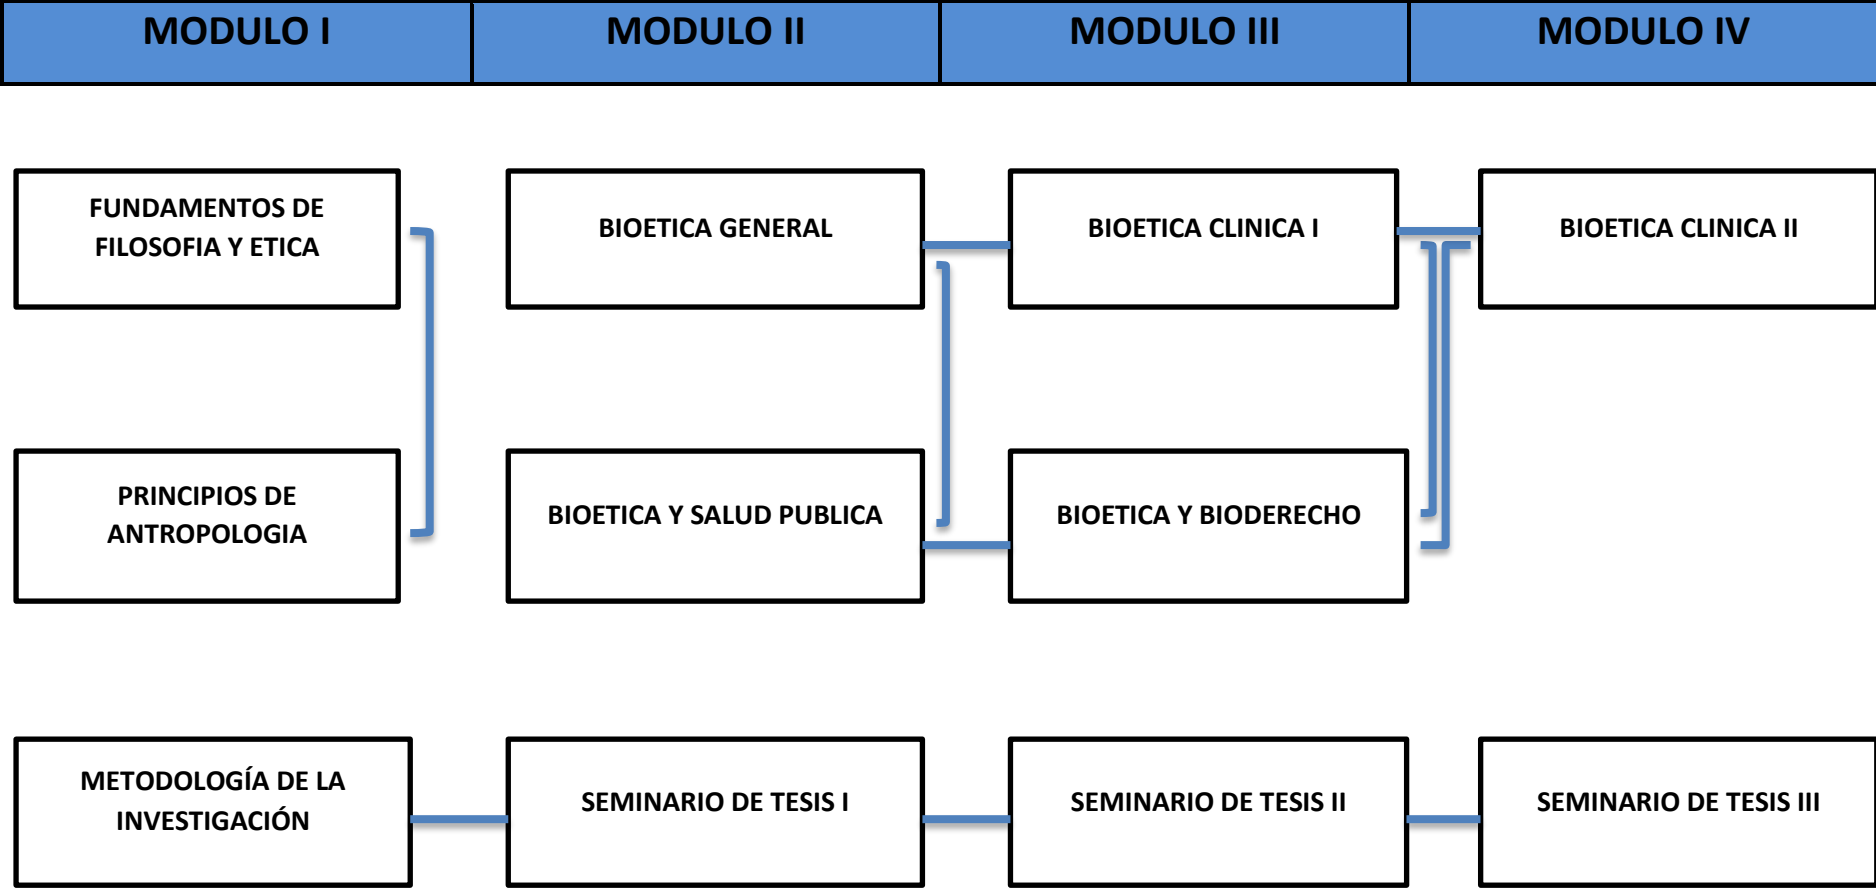 MODULO I
MODULO II
MODULO III
MODULO IV
FUNDAMENTOS DE
FILOSOFIA Y ETICA
BIOETICA GENERAL
BIOETICA CLINICA I
BIOETICA CLINICA II
PRINCIPIOS DE
ANTROPOLOGIA
BIOETICA Y SALUD PUBLICA
BIOETICA Y BIODERECHO
METODOLOGÍA DE LA
INVESTIGACIÓN
SEMINARIO DE TESIS I
SEMINARIO DE TESIS II
SEMINARIO DE TESIS III